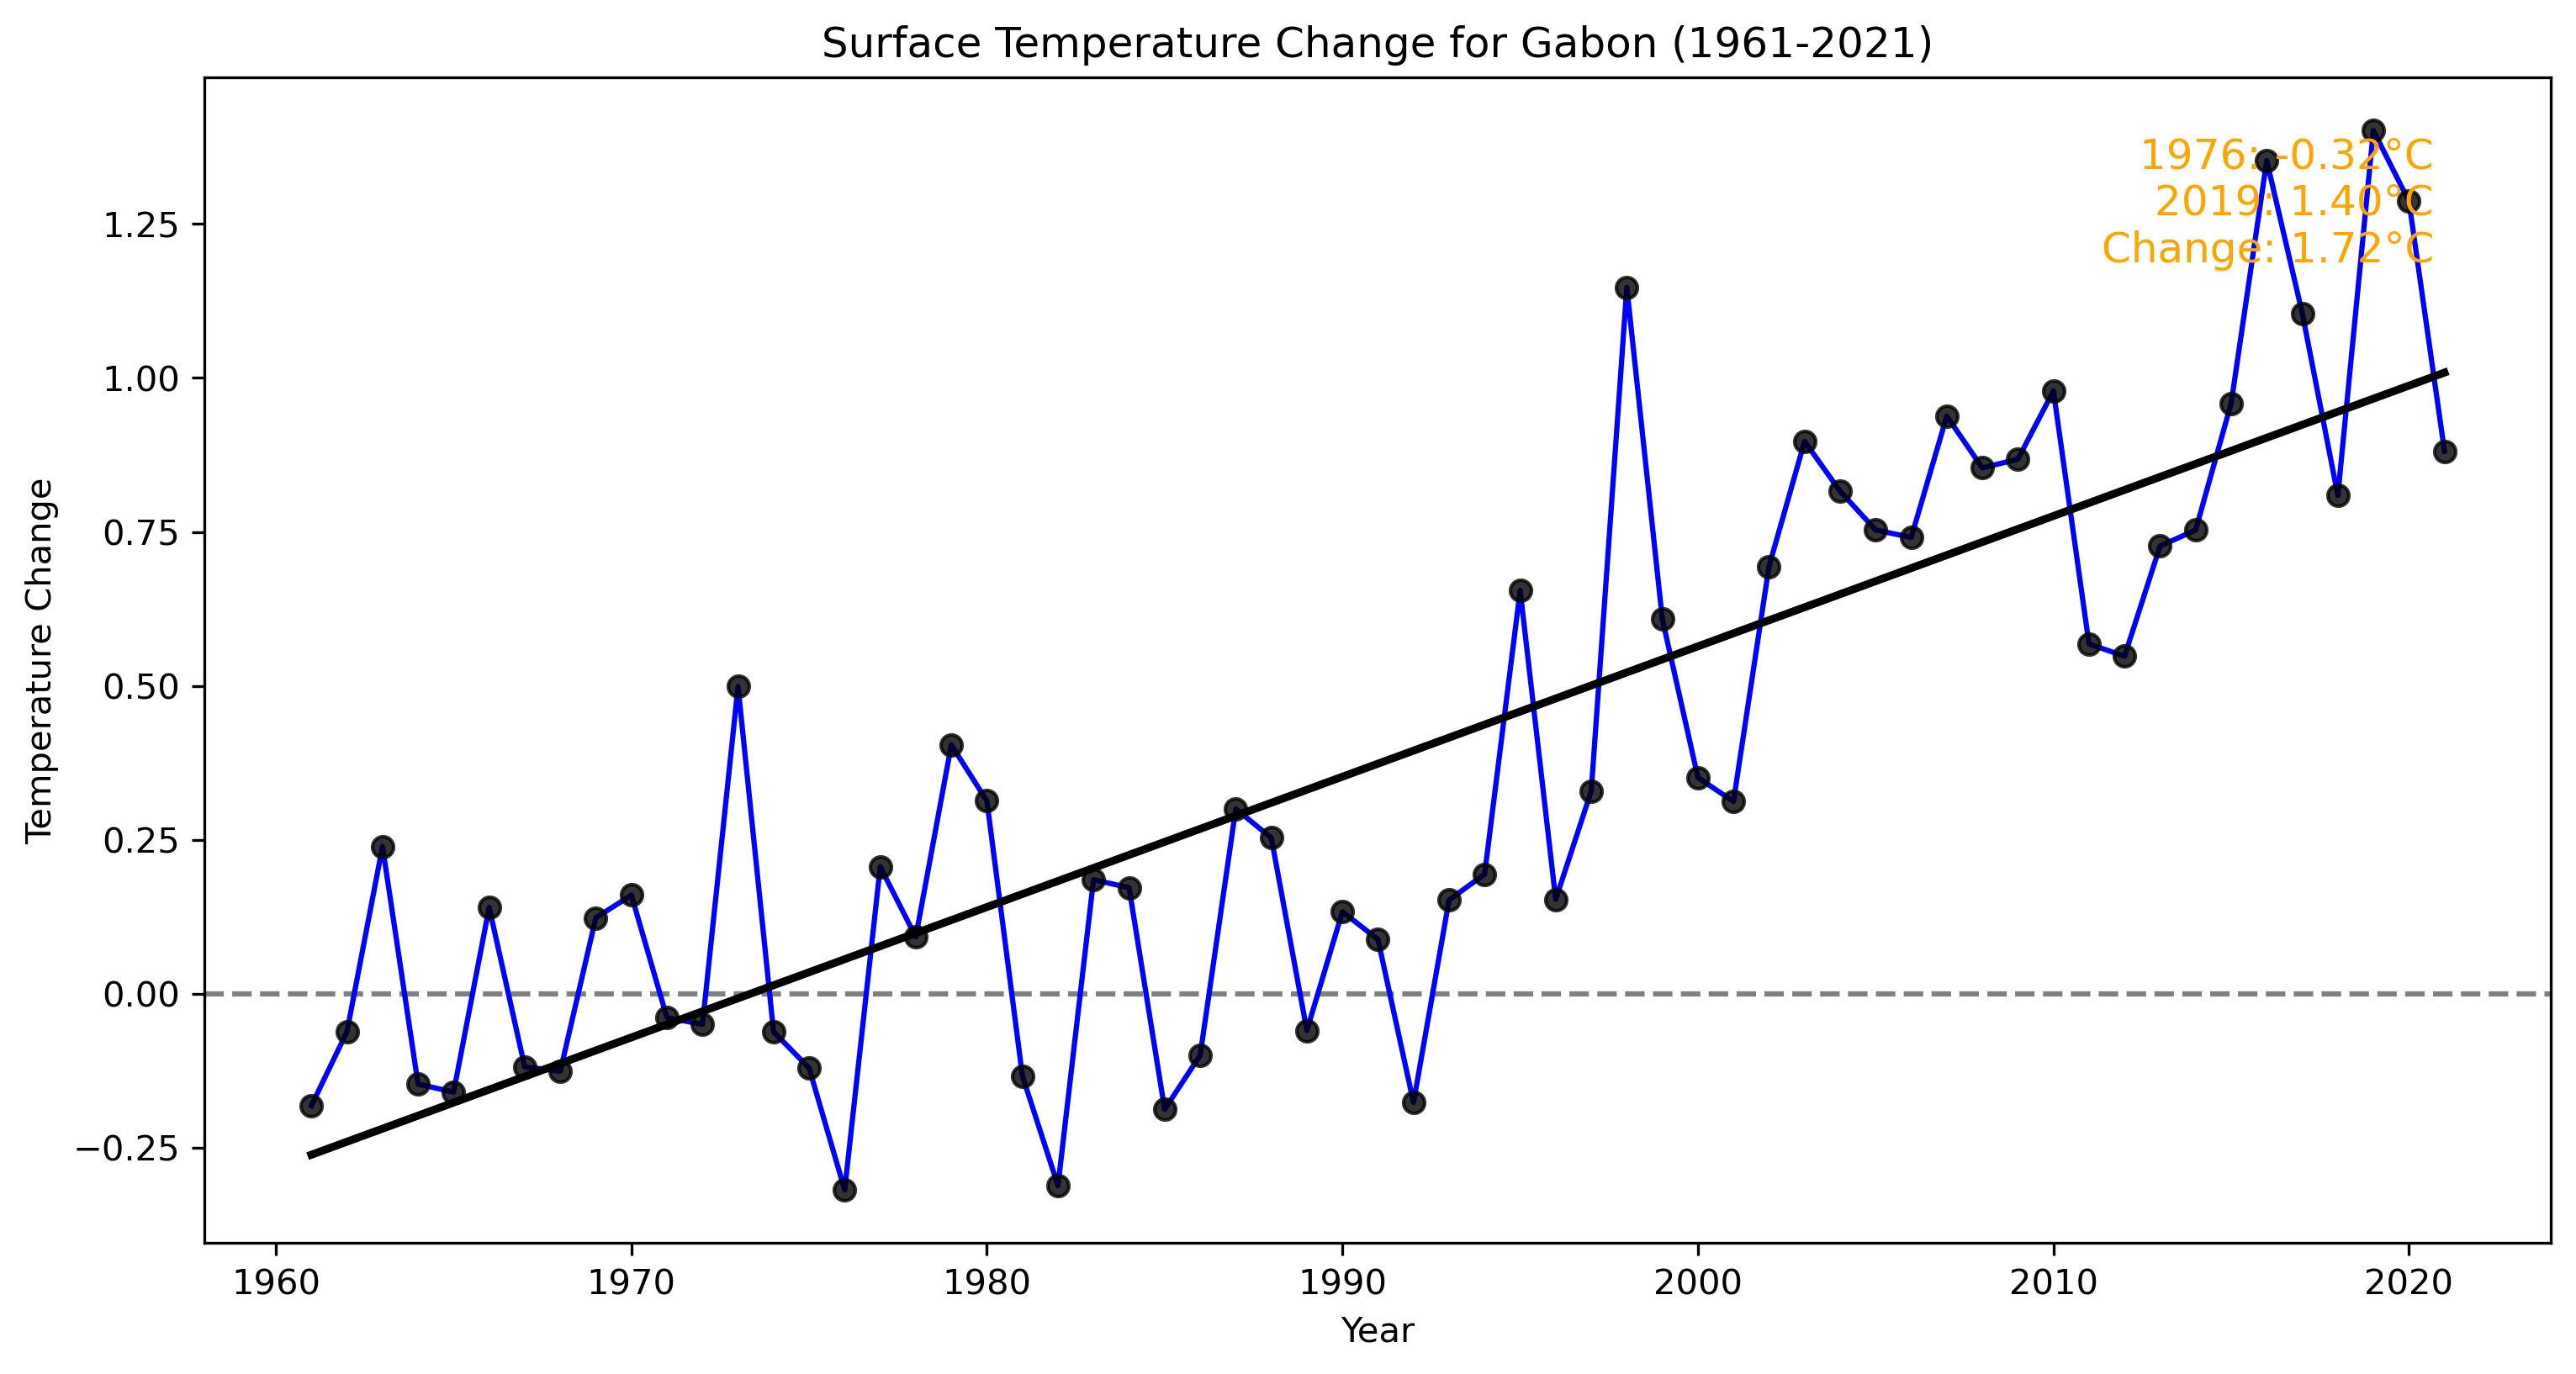 Surface Temperature Change for Gabon (1961-2021)
1976: -0.32°C
2019: 1.40°C
Change: 1.72°C
Temperature Change
1.25
1.00
0.75
0.50
0.25
0.00
−0.25
1960 1970 1980 1990 2000 2010 2020
Year